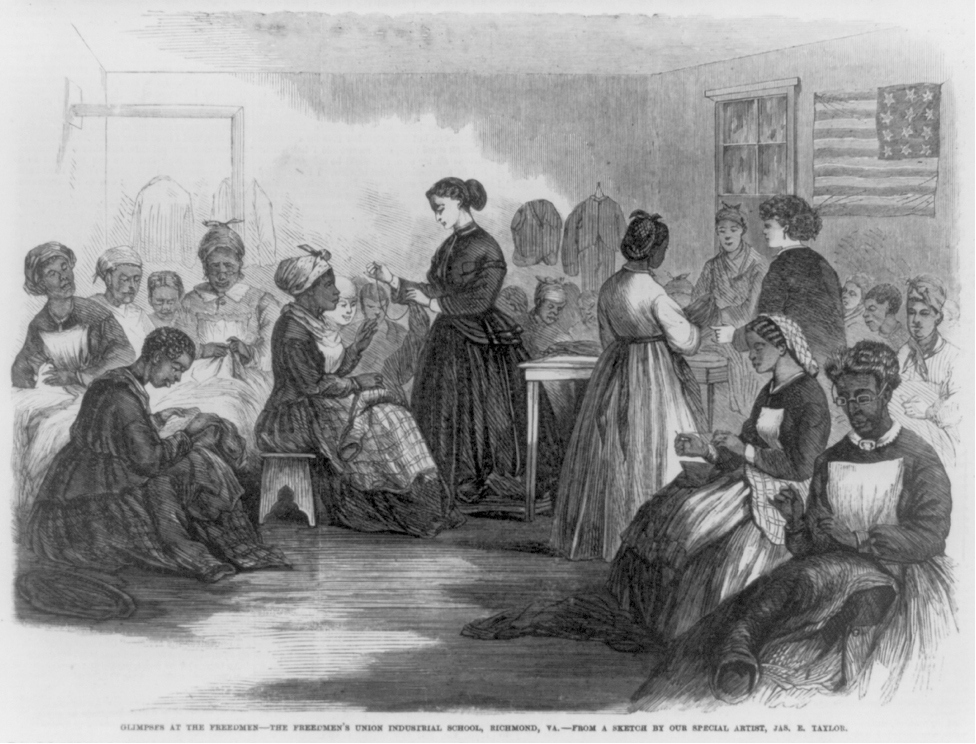 GLIMPSES AT THE FREEDMEN—THE FREEDMEN'S UNION INDUSTRIAL SCHOOL, RICHMOND, VA.—FROM A SKETCH BY OUR SPECIAL ARTIST, JAS. E. TAYLOR.